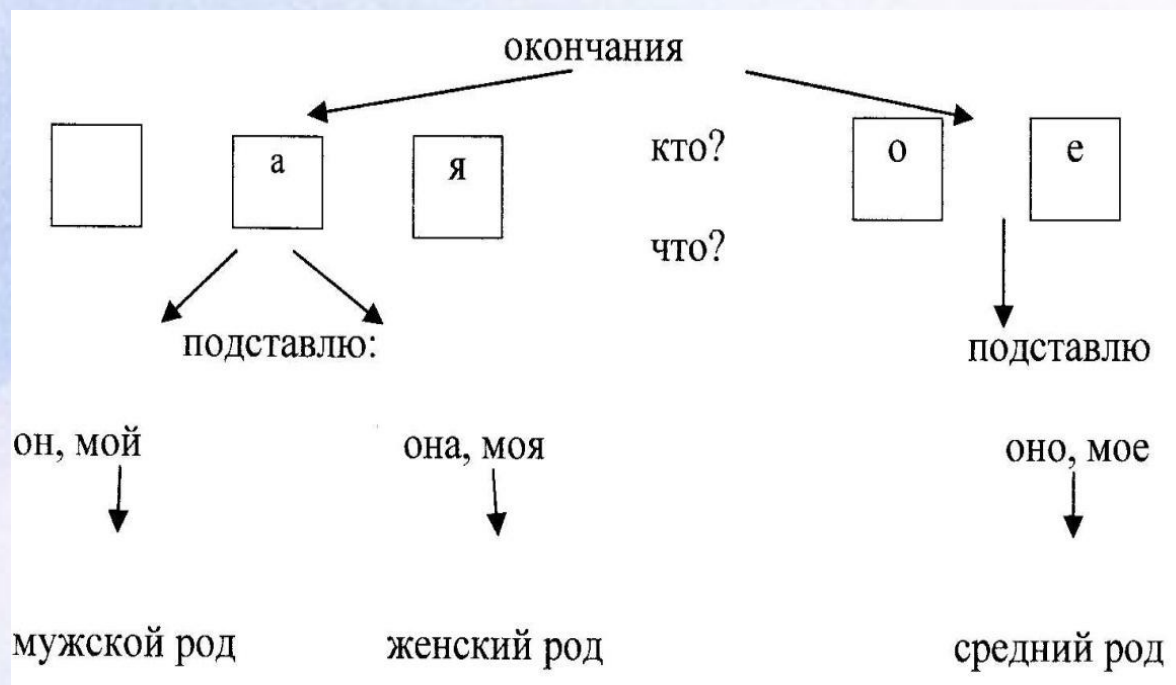 окончания
а
я
кто?
о
е
что?
подставлю:
подставлю
он, мой
она, моя
оно, мое
мужской род
женский род
средний род